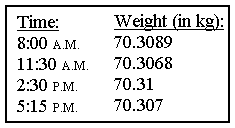 Time: Weight (in kg):
8:00 A.M. 70.3089
11:30 A.M. 70.3068
2:30 P.M. 70.31
5:15 P.M. 70.307